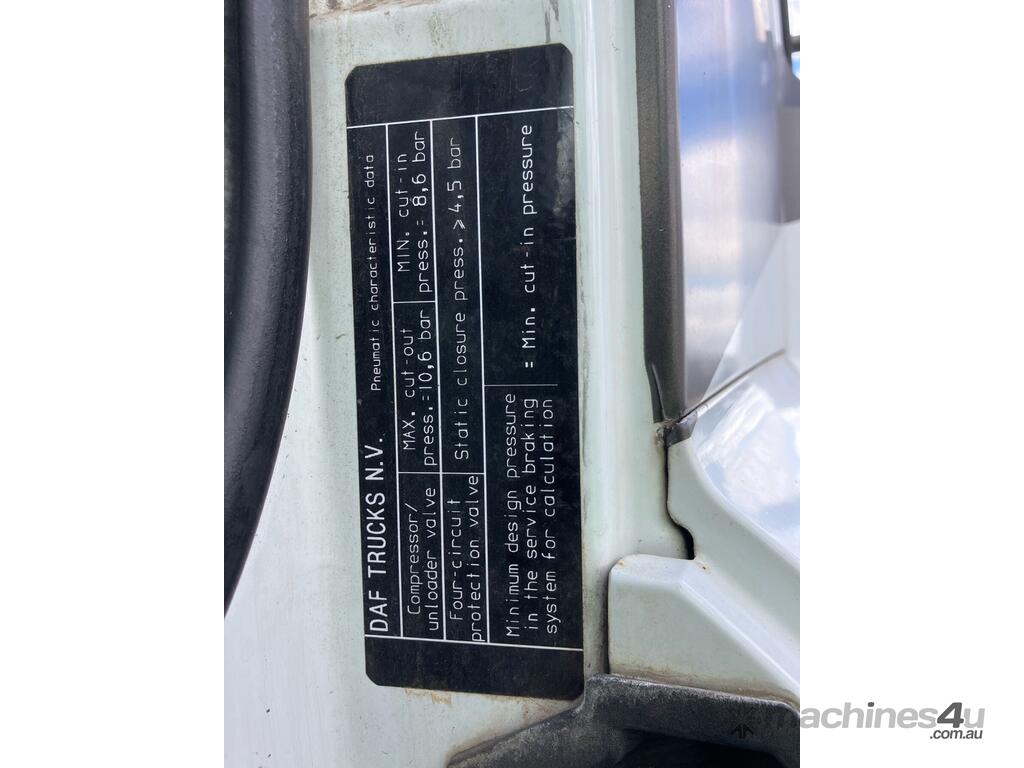 DAF TRUCKS N.V. Pneumatic characteristic data
Compressor/
unloader valve
MAX. cut-out
press.=10,6 bar
MIN. cut-in
press.= 8,6 bar
Four-circuit
protection valve
Static closure press. ⩾4,5 bar
Minimum design pressure
in the service braking
system for calculation
= Min. cut-in pressure
machines4u
.com.au